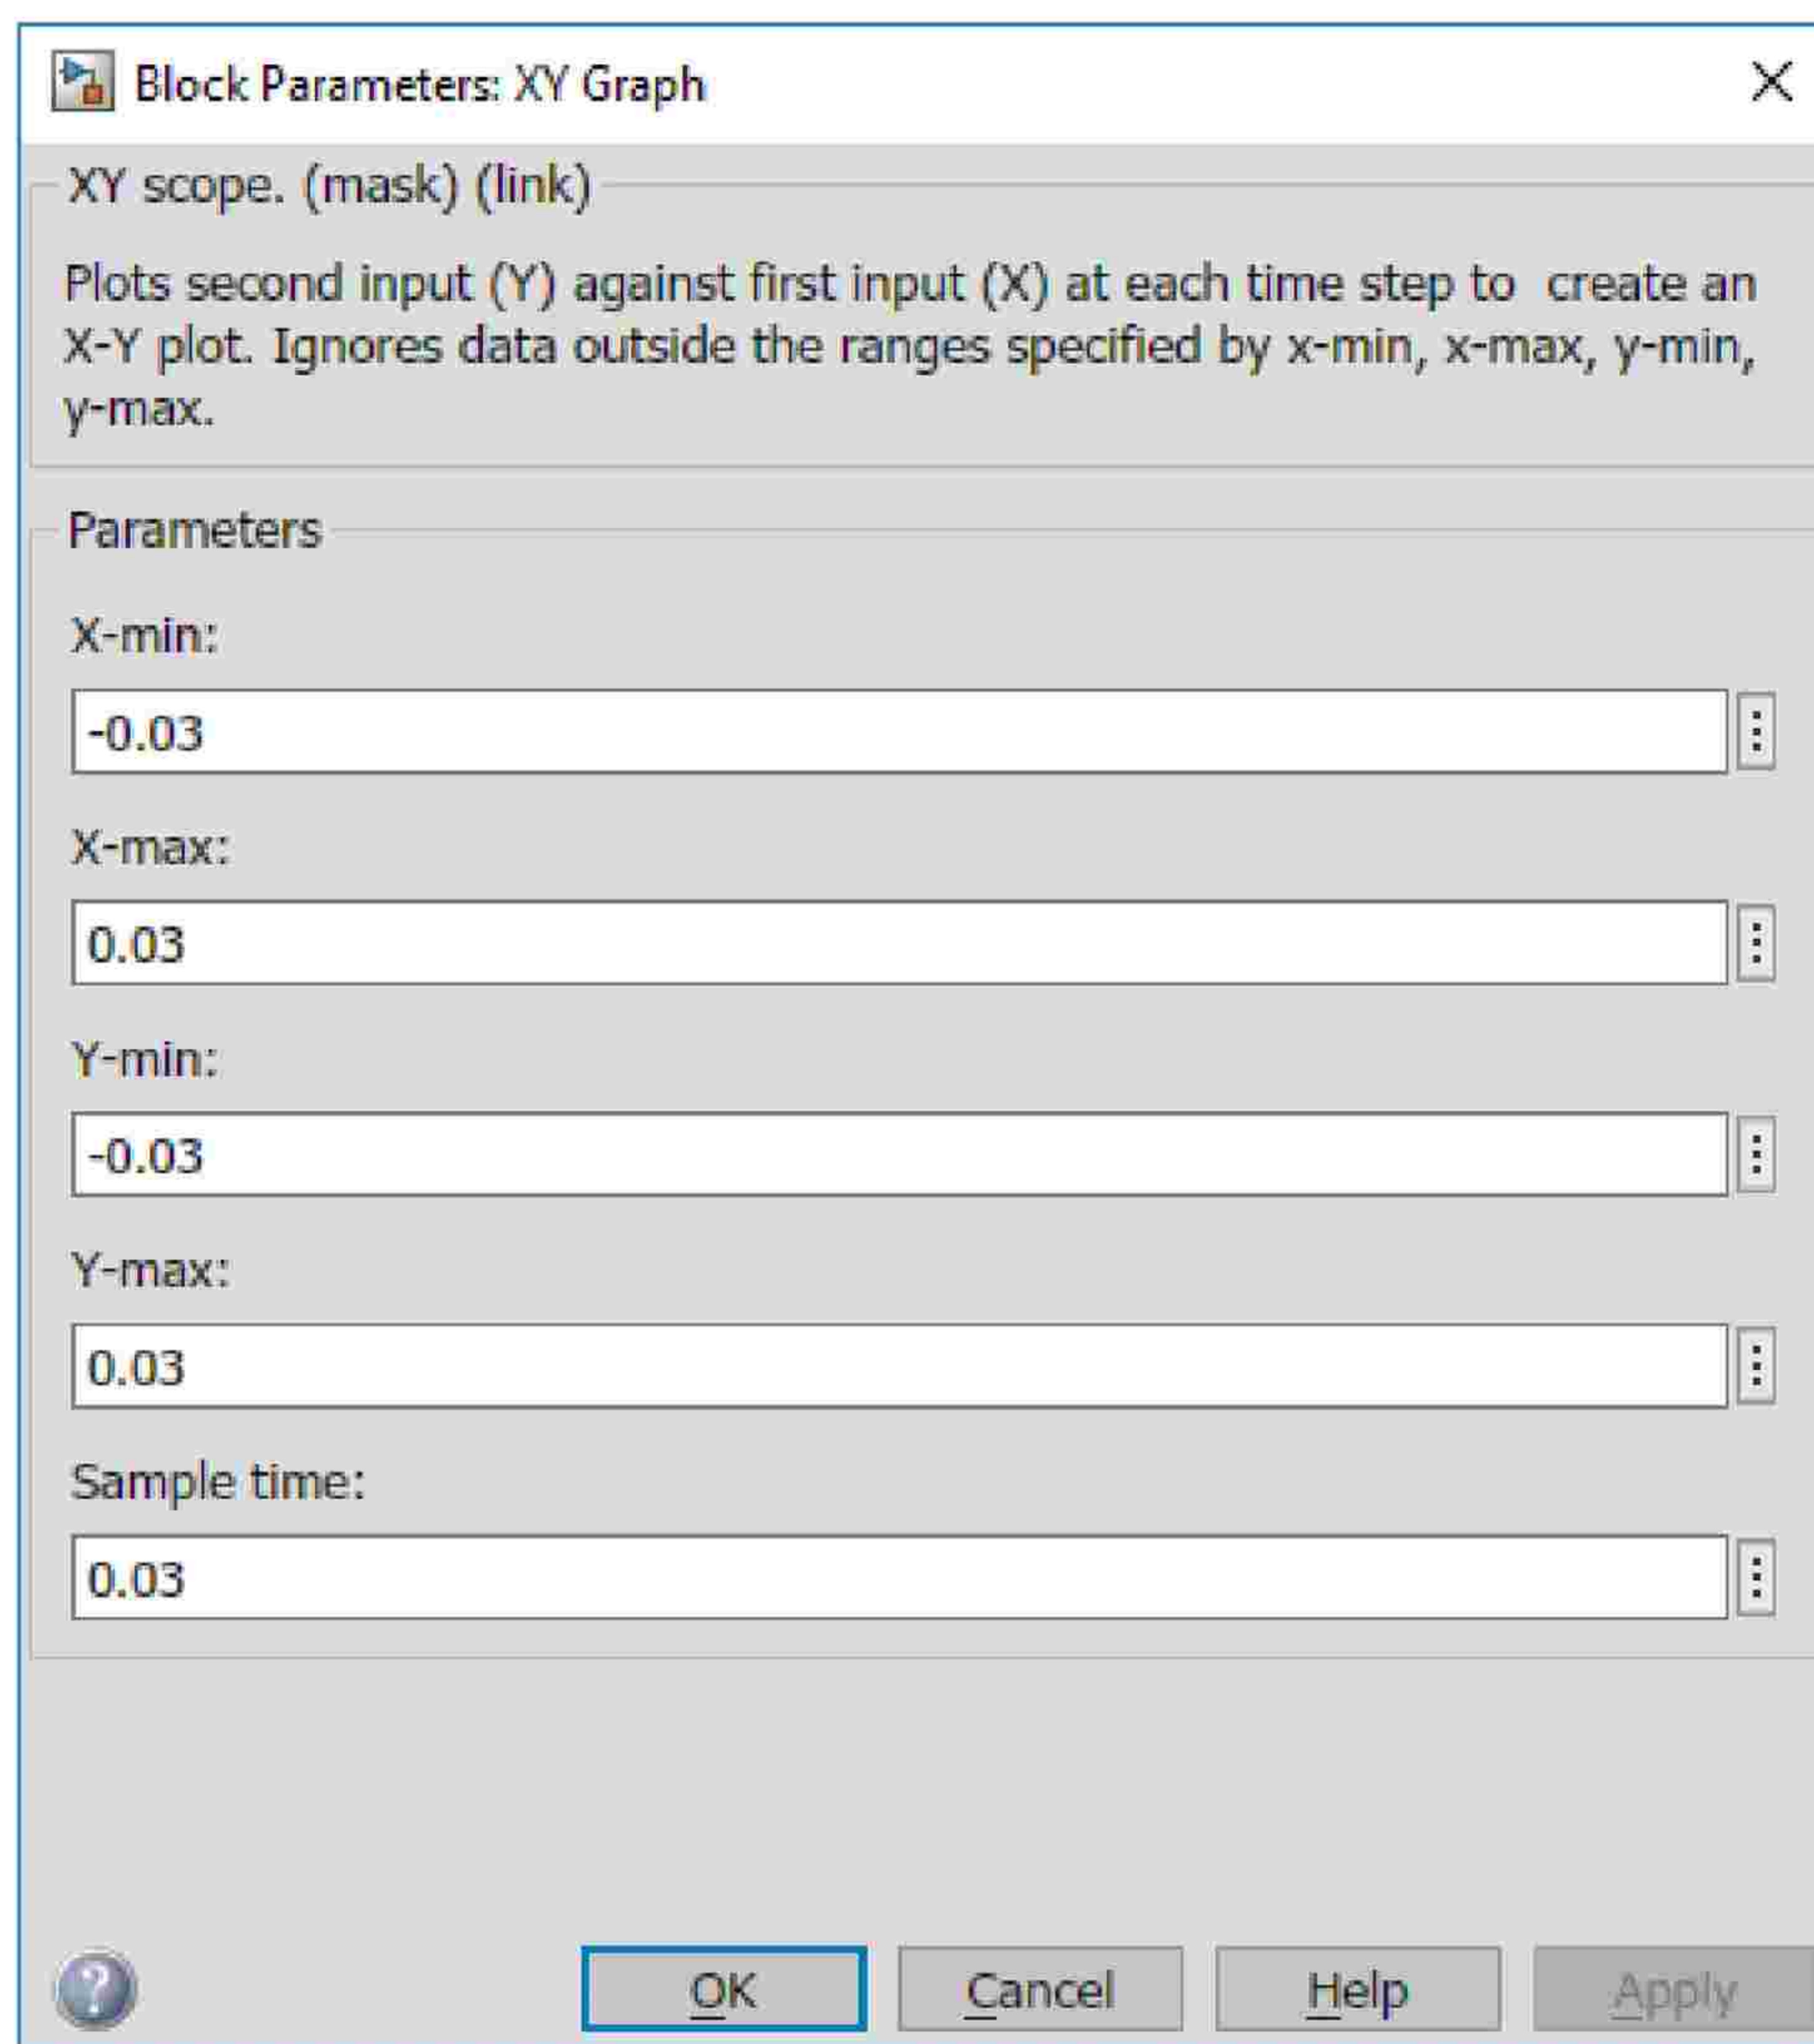 Block Parameters: XY Graph
XY scope. (mask) (link)
Plots second input (Y) against first input (X) at each time step to  create an
X-Y plot. Ignores data outside the ranges specified by x-min, x-max, y-min,
y-max.
Parameters
X-min:
-0.03
X-max:
0.03
Y-min:
-0.03
Y-max:
0.03
Sample time:
0.03
? OK Cancel Help Apply